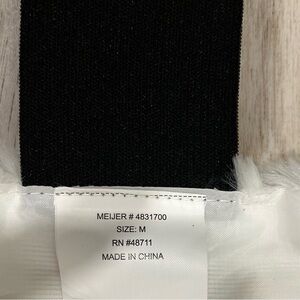 MEIJER # 4831700
SIZE: M
RN #48711
MADE IN CHINA